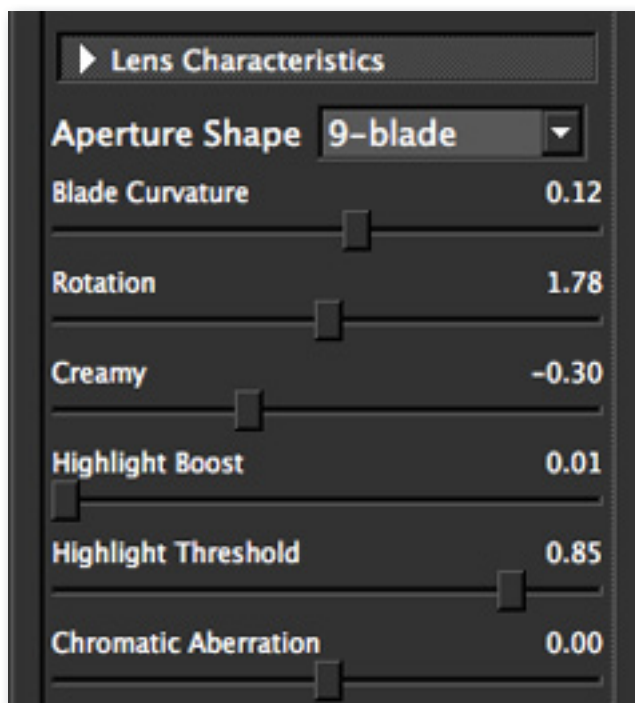 Lens Characteristics
Aperture Shape 9-blade
Blade Curvature 0.12
Rotation 1.78
Creamy -0.30
Highlight Boost 0.01
Highlight Threshold 0.85
Chromatic Aberration 0.00